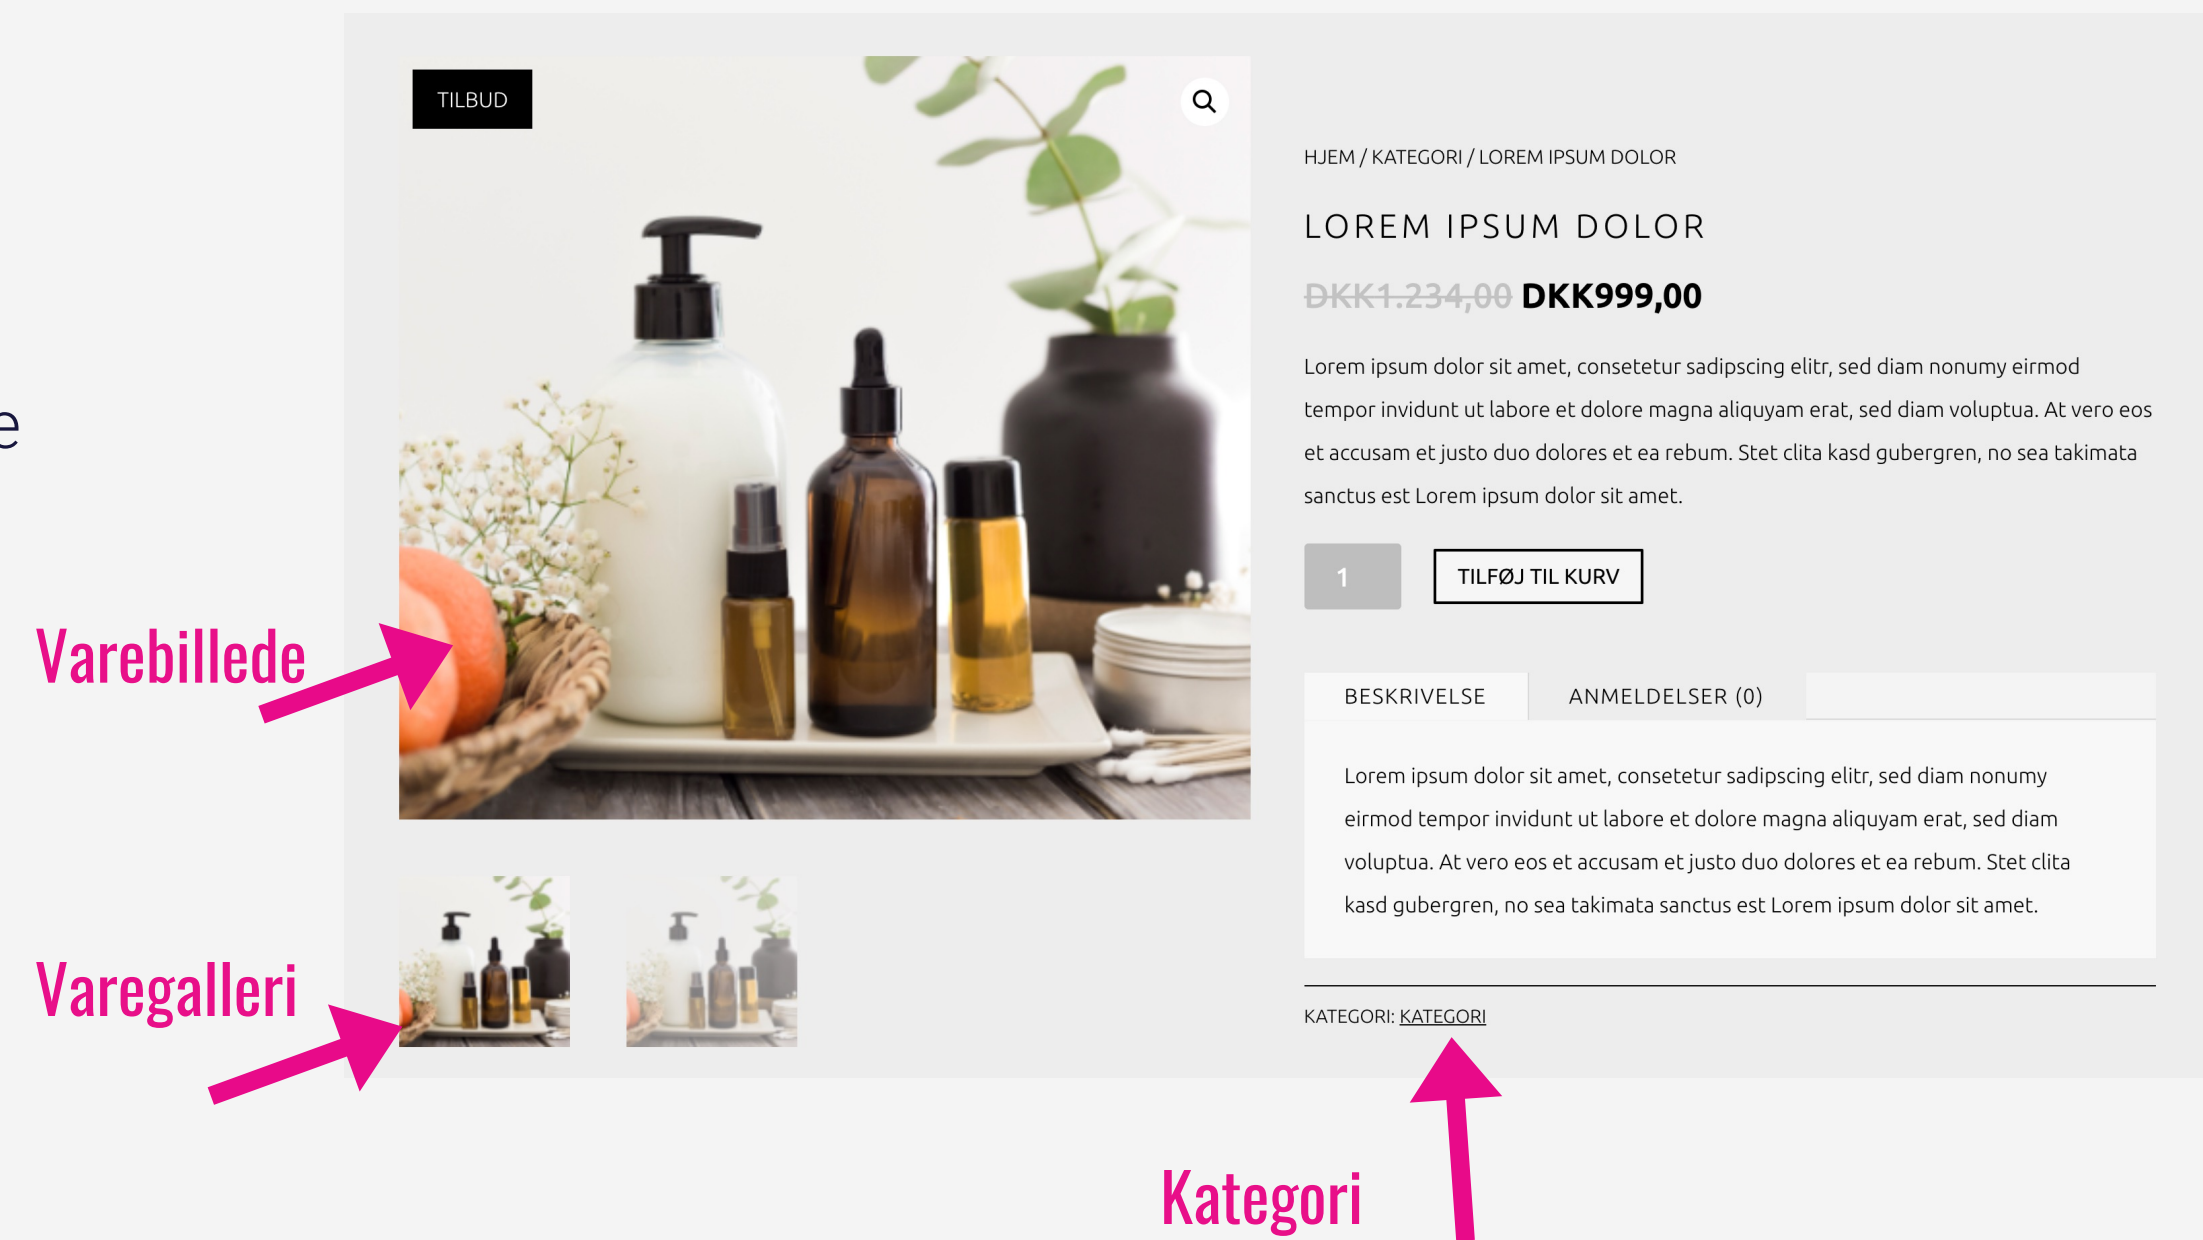 TILBUD
HJEM / KATEGORI / LOREM IPSUM DOLOR
LOREM IPSUM DOLOR
DKK1.234,00 DKK999,00
Lorem ipsum dolor sit amet, consetetur sadipscing elitr, sed diam nonumy eirmod
tempor invidunt ut labore et dolore magna aliquyam erat, sed diam voluptua. At vero eos
et accusam et justo duo dolores et ea rebum. Stet clita kasd gubergren, no sea takimata
sanctus est Lorem ipsum dolor sit amet.
1
TILFØJ TIL KURV
BESKRIVELSE
ANMELDELSER (0)
Lorem ipsum dolor sit amet, consetetur sadipscing elitr, sed diam nonumy
eirmod tempor invidunt ut labore et dolore magna aliquyam erat, sed diam
voluptua. At vero eos et accusam et justo duo dolores et ea rebum. Stet clita
kasd gubergren, no sea takimata sanctus est Lorem ipsum dolor sit amet.
KATEGORI: KATEGORI
e
Varebillede
Varegalleri
Kategori